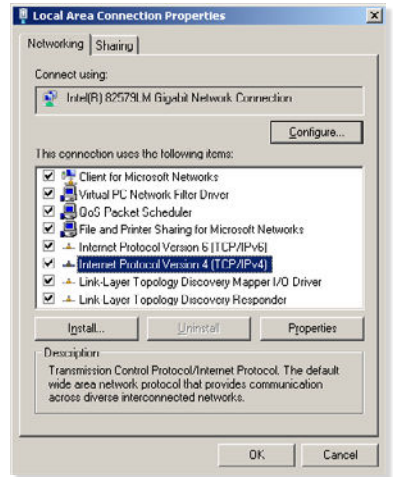 Local Area Connection Properties
Networking Sharing
Connect using:
Intel(R) 82579LM Gigabit Network Connection
Configure...
This connection uses the following items:
Client for Microsoft Networks
Virtual PC Network Filter Driver
QoS Packet Scheduler
File and Printer Sharing for Microsoft Networks
Internet Protocol Version 6 (TCP/IPv6)
Internet Protocol Version 4 (TCP/IPv4)
Link-Layer Topology Discovery Mapper I/O Driver
Link-Layer Topology Discovery Responder
Install... Uninstall Properties
Description
Transmission Control Protocol/Internet Protocol. The default
wide area network protocol that provides communication
across diverse interconnected networks.
OK Cancel